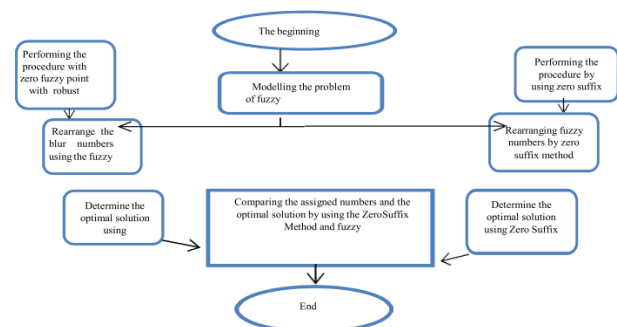 The beginning
Performing the
procedure with
zero fuzzy point
with robust
Modelling the problem
of fuzzy
Performing the
procedure by
using zero suffix
Rearrange the
blur numbers
using the fuzzy
Rearranging fuzzy
numbers by zero
suffix method
Determine the
optimal solution
using
Comparing the assigned numbers and the
optimal solution by using the ZeroSuffix
Method and fuzzy
Determine the
optimal solution
using Zero Suffix
End